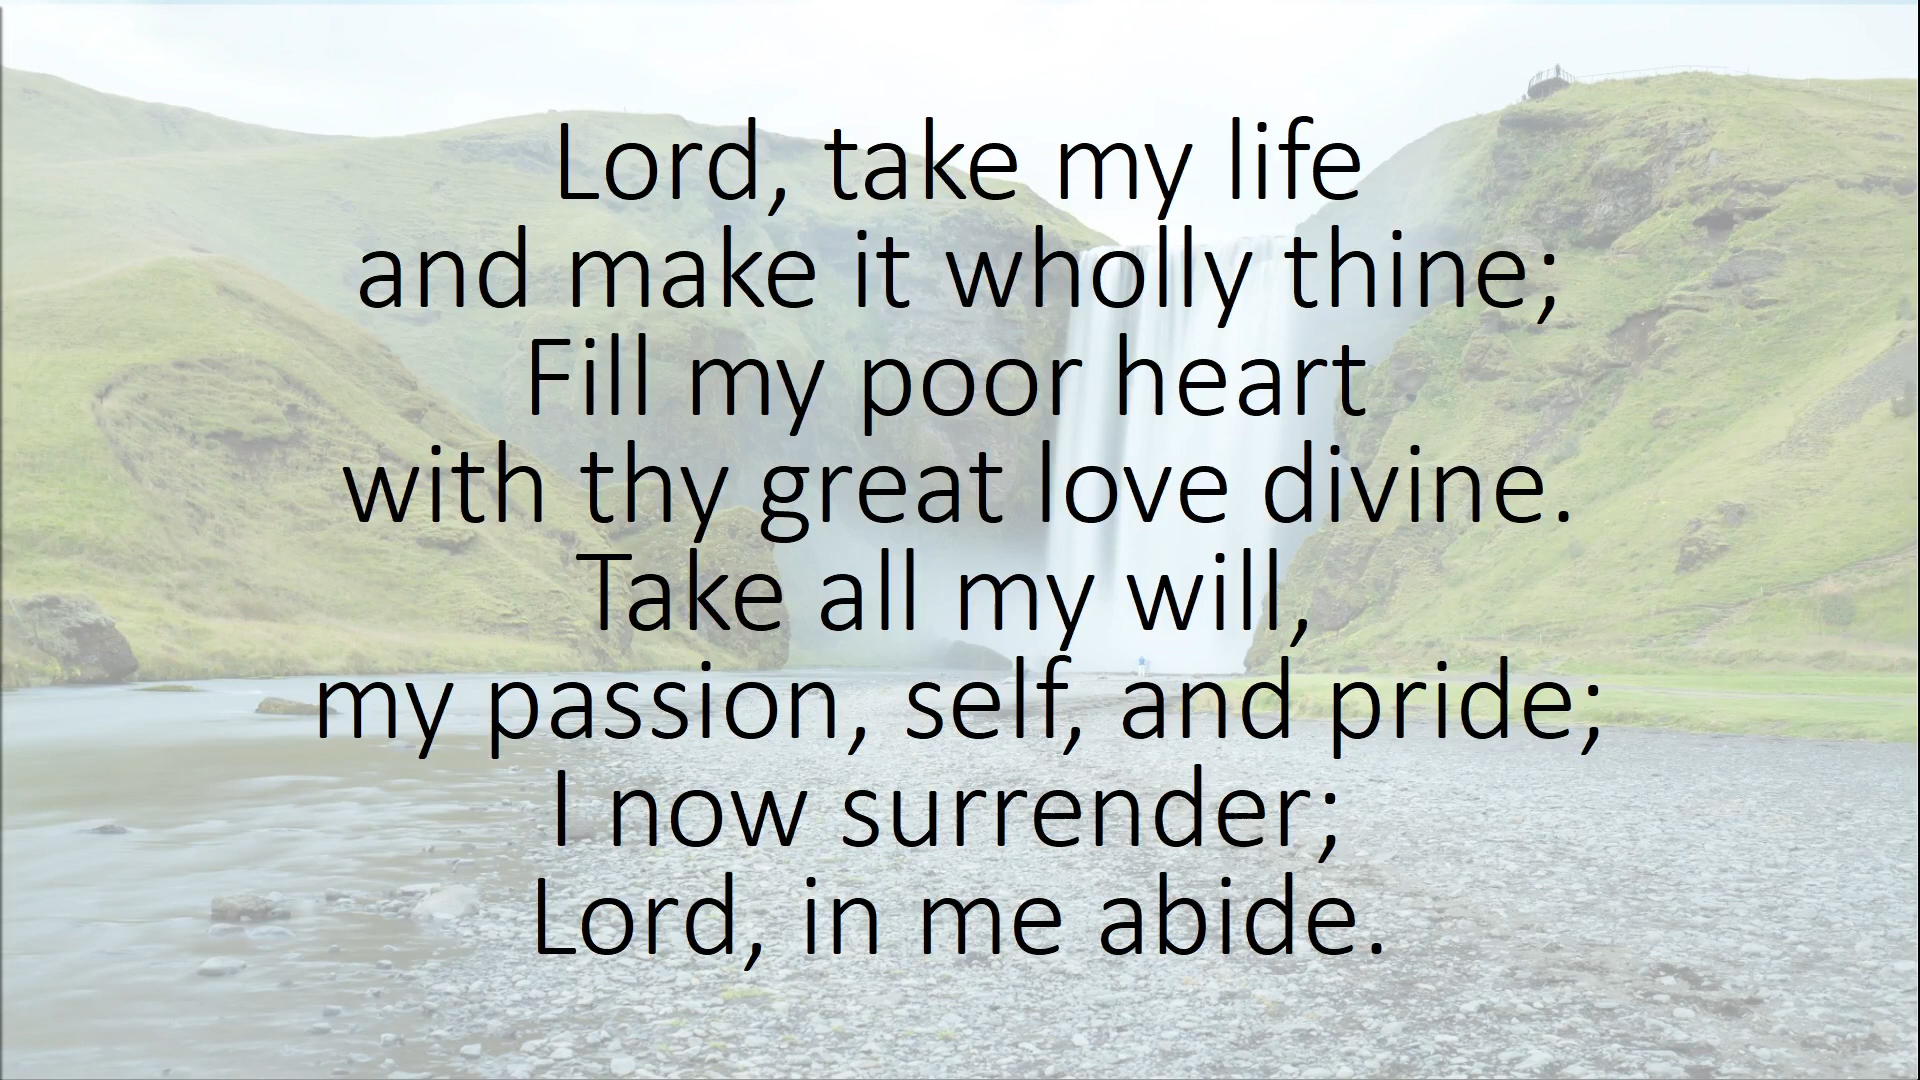 Lord, take my life
and make it wholly thine;
Fill my poor heart
with thy great love divine.
Take all my will,
my passion, self, and pride;
I now surrender;
Lord, in me abide.